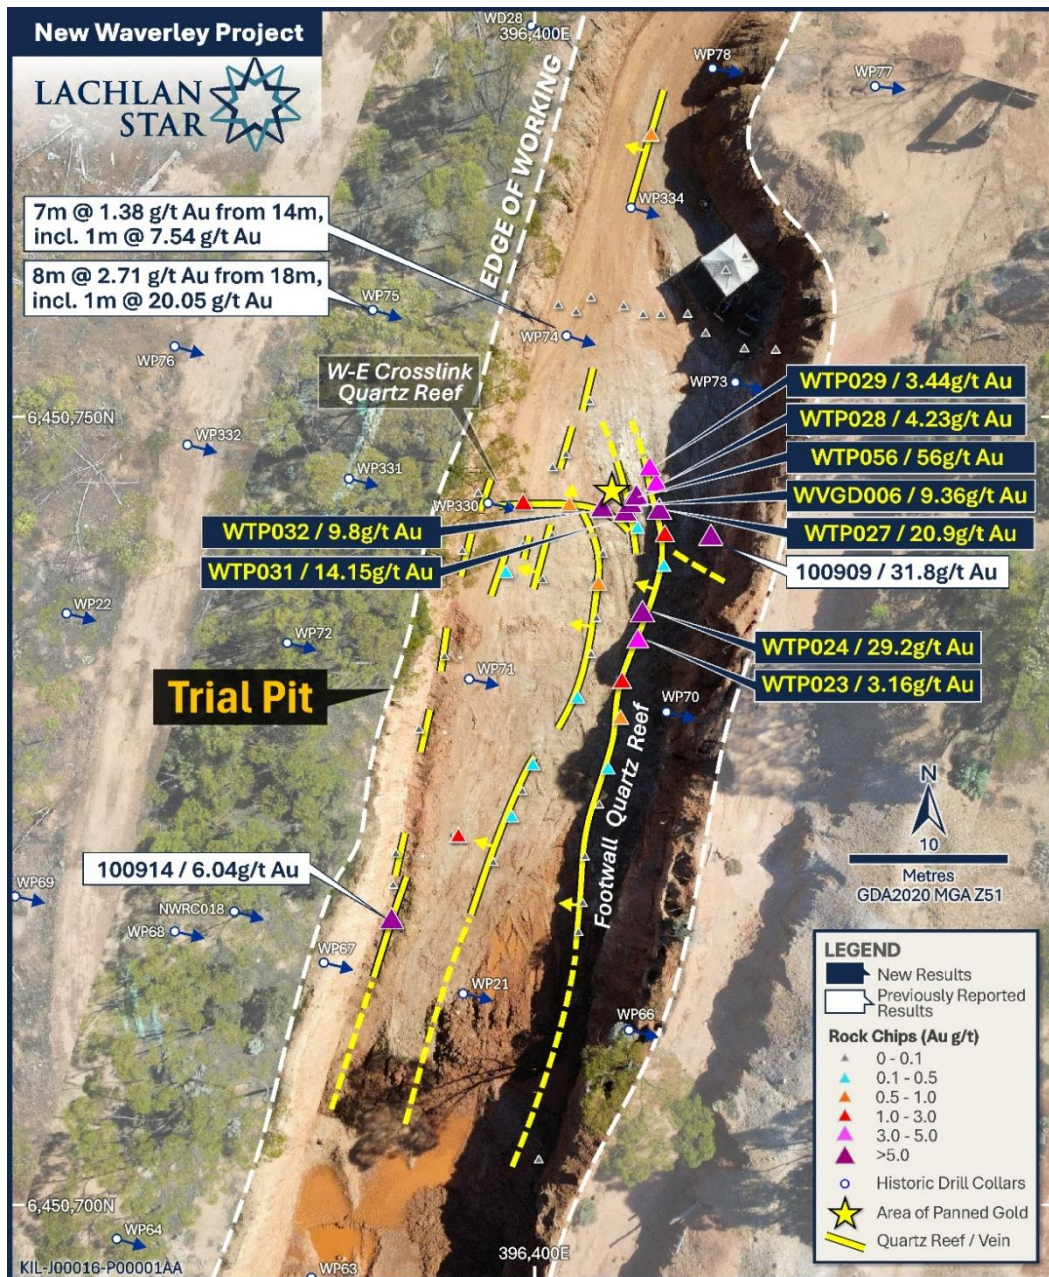 New Waverley Project
LACHLAN
STAR
WD28
396,400E
WP78
WP77
EDGE OF WORKING
WP334
7m @ 1.38 g/t Au from 14m,
incl. 1m @ 7.54 g/t Au
8m @ 2.71 g/t Au from 18m,
incl. 1m @ 20.05 g/t Au
WP75
WP74
WP76
W-E Crosslink
Quartz Reef
WP73
WTP029 / 3.44g/t Au
6,450,750N
WTP028 / 4.23g/t Au
WP332
WTP056 / 56g/t Au
WP331
WVGD006 / 9.36g/t Au
WP330
WTP032 / 9.8g/t Au
WTP027 / 20.9g/t Au
WTP031 / 14.15g/t Au
100909 / 31.8g/t Au
WP22
WP72
WTP024 / 29.2g/t Au
WP71
WTP023 / 3.16g/t Au
Trial Pit
WP70
Footwall Quartz Reef
N
10
Metres
GDA2020 MGA Z51
100914 / 6.04g/t Au
WP69
NWRC018
WP68
WP67
WP21
WP66
LEGEND
New Results
Previously Reported
Results
Rock Chips (Au g/t)
0 - 0.1
0.1 - 0.5
0.5 - 1.0
1.0 - 3.0
3.0 - 5.0
>5.0
Historic Drill Collars
Area of Panned Gold
Quartz Reef / Vein
6,450,700N
WP64
396,400E
WP63
KIL-J00016-P00001AA